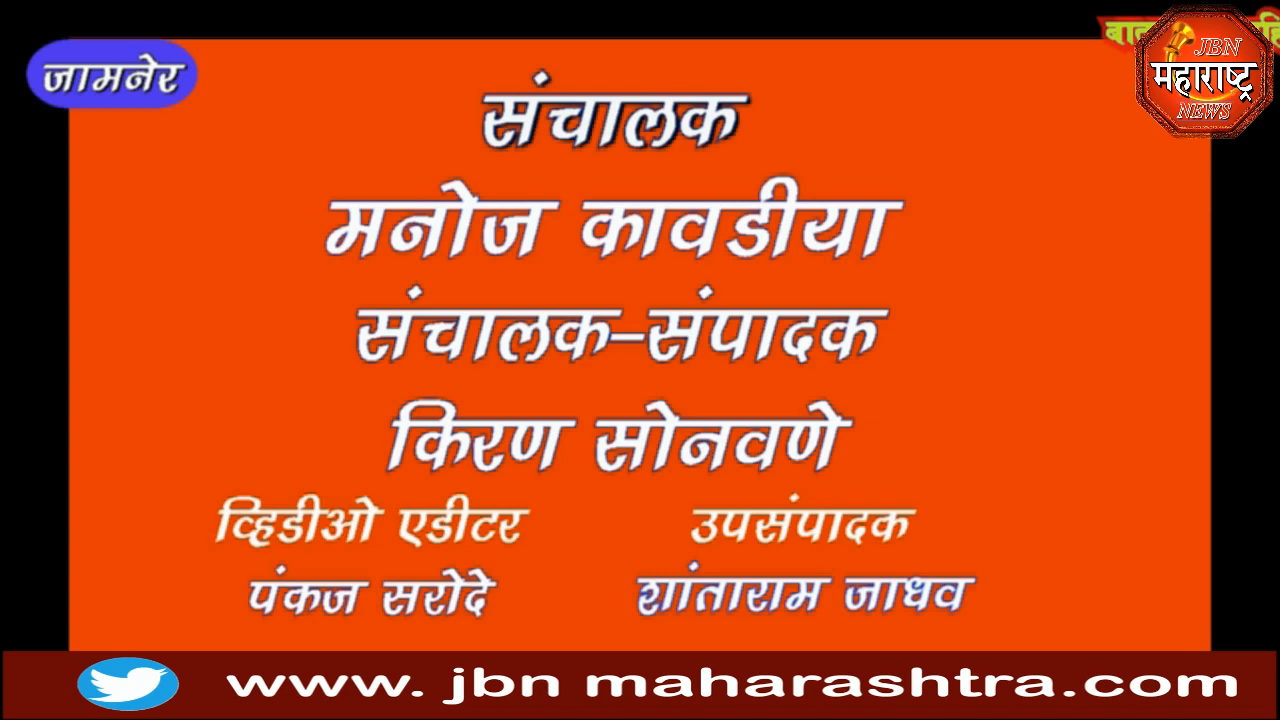 जामनेर
JBN
महाराष्ट्र
NEWS
संचालक
मनोज कावडीया
संचालक-संपादक
किरण सोनवणे
व्हिडीओ एडीटर उपसंपादक
पंकज सरोदे शांताराम जाधव
www. jbn maharashtra.com